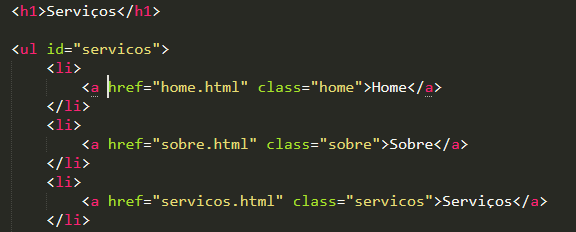 <h1>Serviços</h1>
<ul id="servicos">
<li>
<a href="home.html" class="home">Home</a>
</li>
<li>
<a href="sobre.html" class="sobre">Sobre</a>
</li>
<li>
<a href="servicos.html" class="servicos">Serviços</a>
</li>